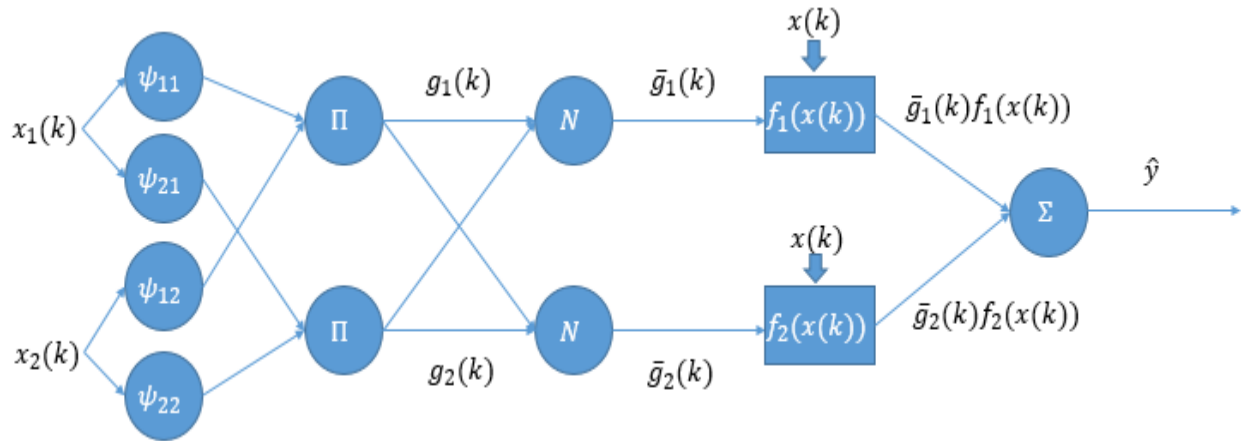 x₁(k)
x₂(k)
ψ₁₁
ψ₂₁
ψ₁₂
ψ₂₂
Π
Π
g₁(k)
g₂(k)
N
N
ḡ₁(k)
ḡ₂(k)
x(k)
f₁(x(k))
x(k)
f₂(x(k))
ḡ₁(k)f₁(x(k))
ḡ₂(k)f₂(x(k))
Σ
ŷ